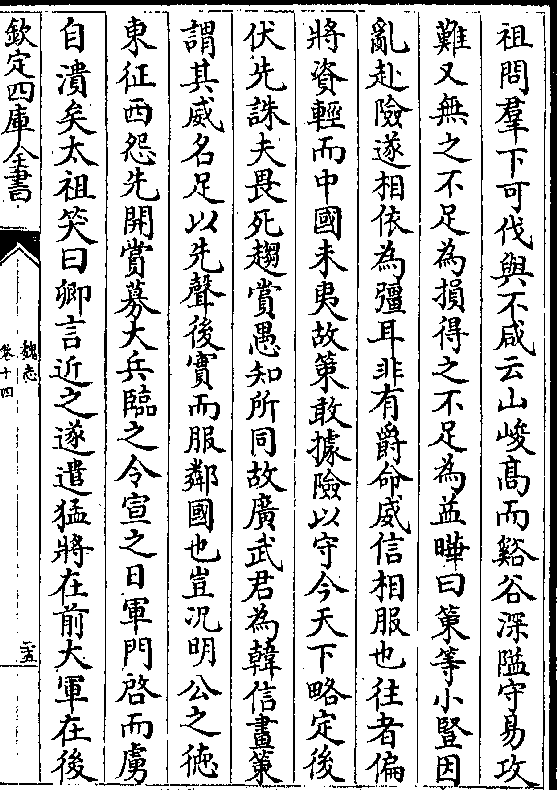 祖問羣下可伐與不咸云山峻髙而谿谷深隘守易攻
難又無之不足為損得之不足為益曄曰策等小豎因
亂赴險遂相依為彊耳非有爵命威信相服也往者偏
將資輕而中國未夷故策敢據險以守今天下略定後
伏先誅夫畏死趨賞愚知所同故廣武君為韓信畫策
謂其威名足以先聲後實而服鄰國也豈況明公之德
東征西怨先開賞募大兵臨之令宣之日軍門啓而虜
自潰矣太祖笑曰卿言近之遂遣猛將在前大軍在後
欽定四庫全書
魏志
卷十四
二五